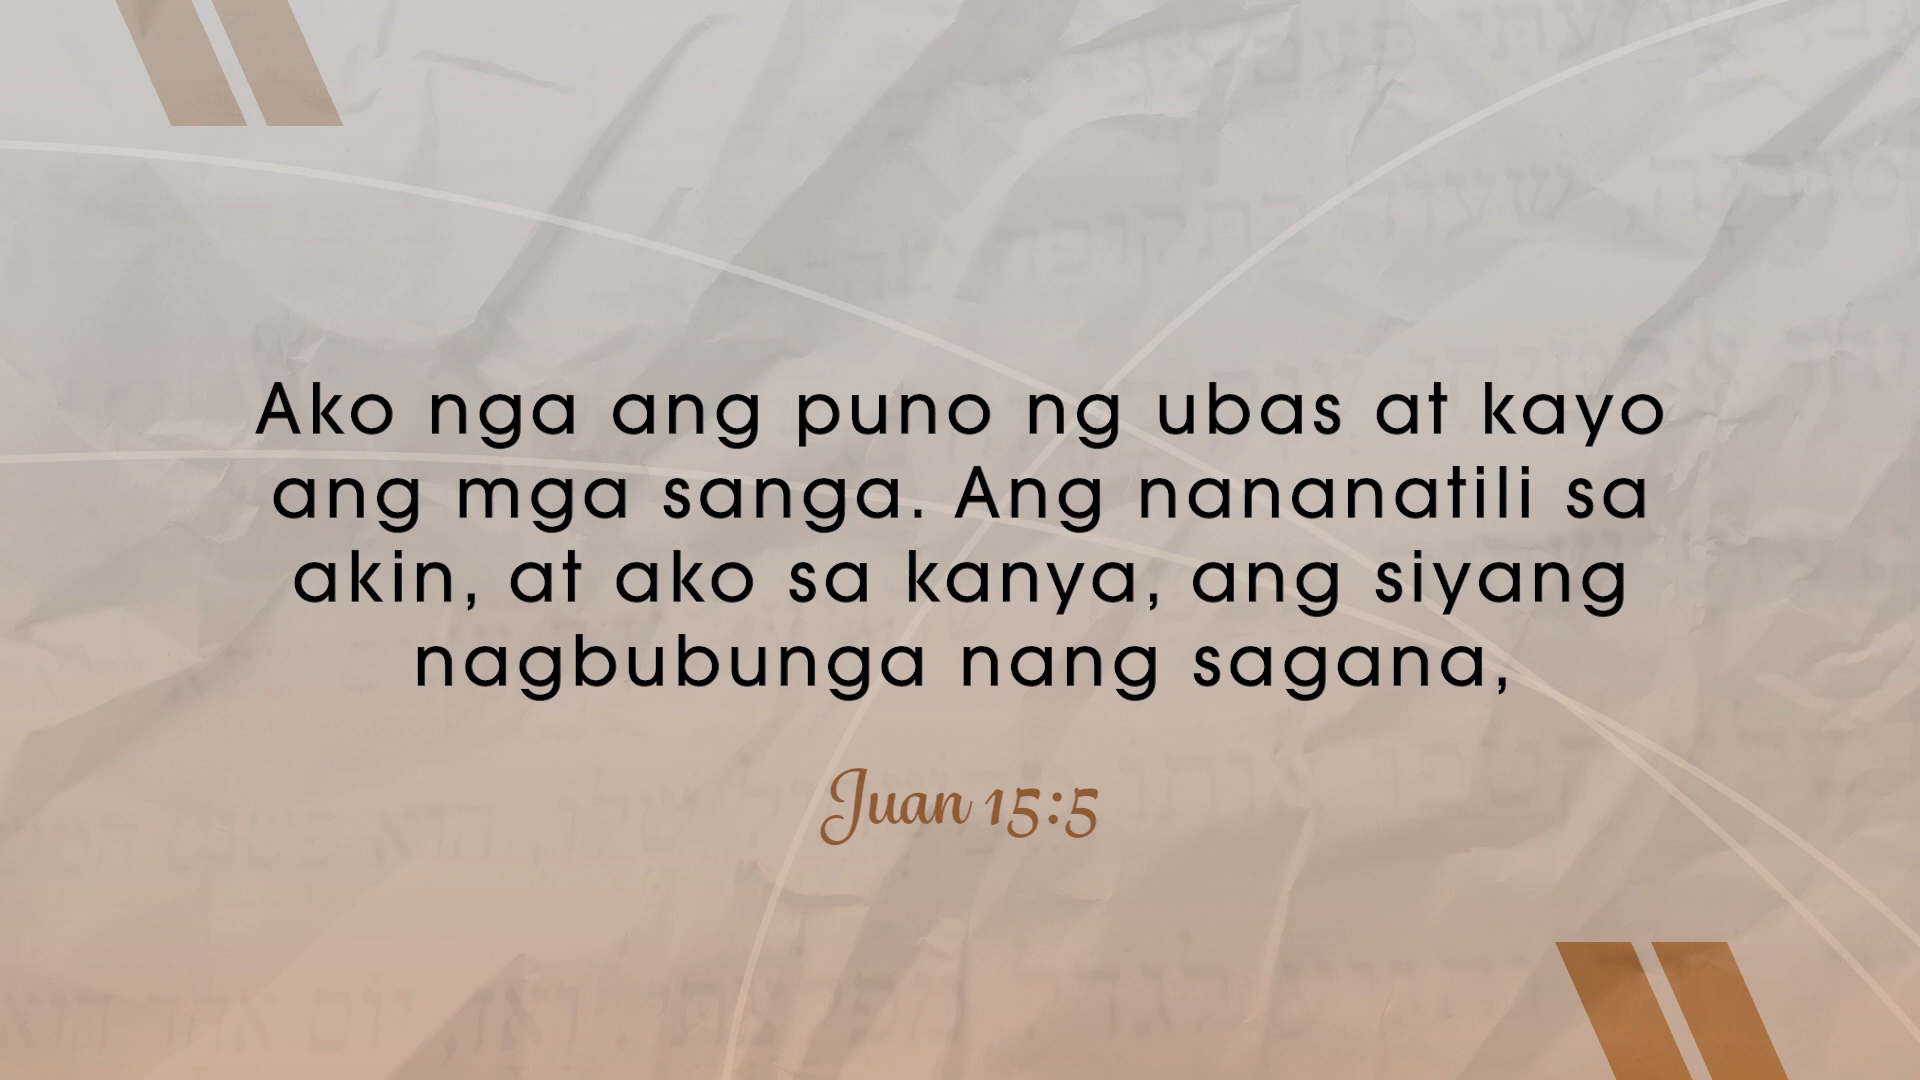 Ako nga ang puno ng ubas at kayo
ang mga sanga. Ang nananatili sa
akin, at ako sa kanya, ang siyang
nagbubunga nang sagana,
Juan 15:5